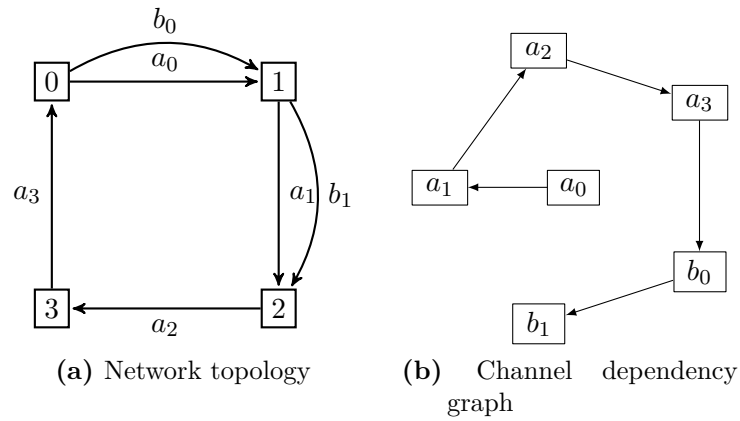 b₀
a₀
0
1
a₃
a₁
b₁
3
2
a₂
(a) Network topology
a₂
a₃
a₁
a₀
b₀
b₁
(b) Channel dependency
graph